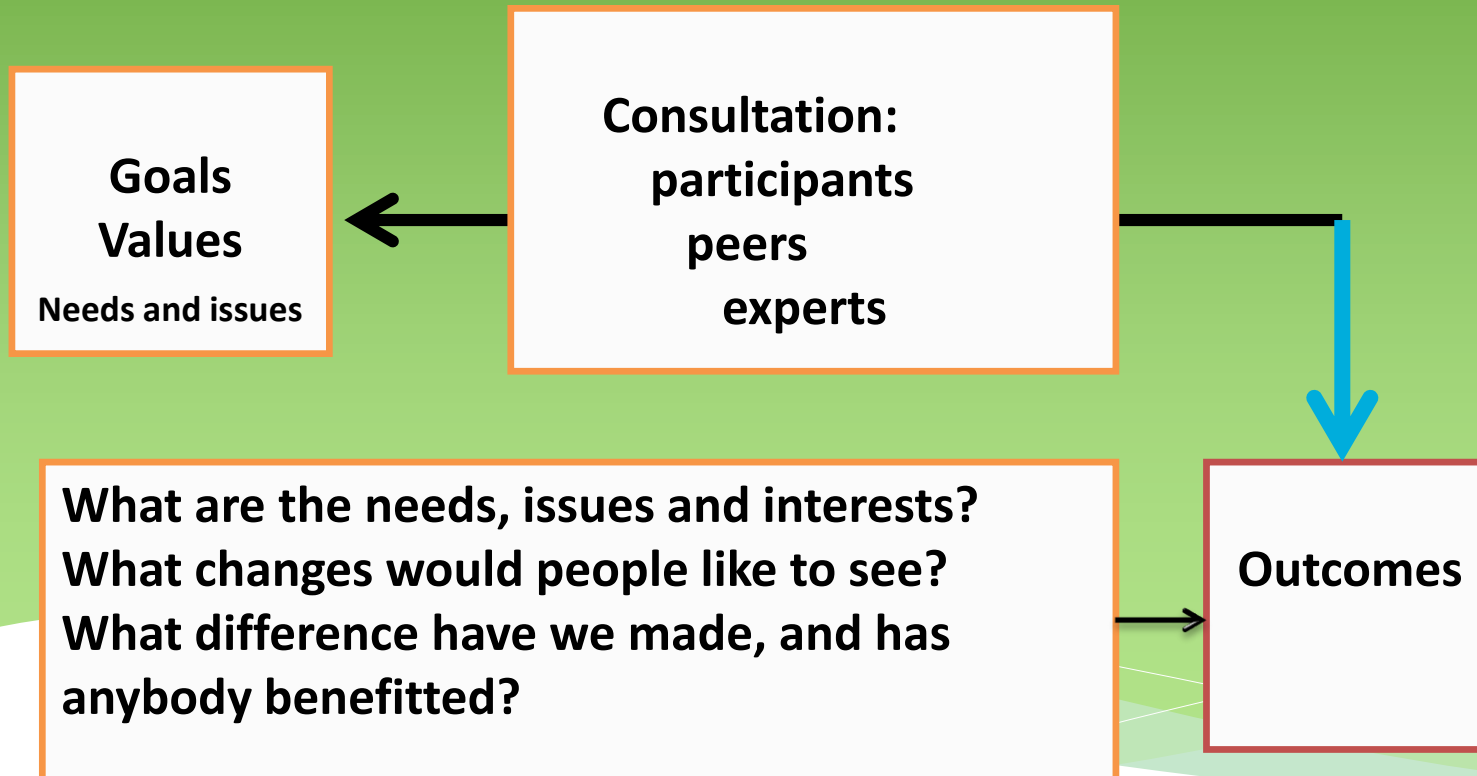 Goals
Values
Needs and issues
Consultation:
participants
peers
experts
What are the needs, issues and interests?
What changes would people like to see?
What difference have we made, and has
anybody benefitted?
Outcomes